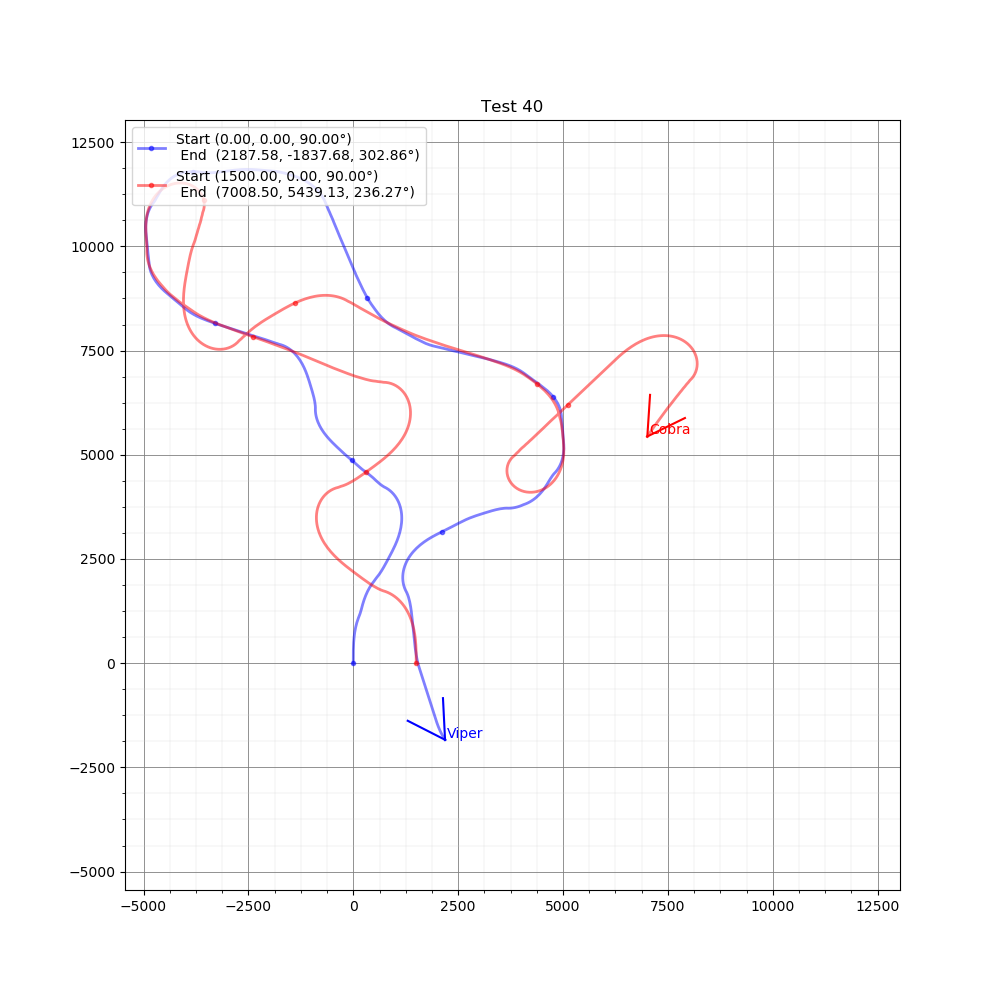 Test 40
Start (0.00, 0.00, 90.00°)
End (2187.58, -1837.68, 302.86°)
Start (1500.00, 0.00, 90.00°)
End (7008.50, 5439.13, 236.27°)
12500
10000
7500
5000
2500
0
−2500
−5000
Cobra
Viper
−5000 −2500 0 2500 5000 7500 10000 12500